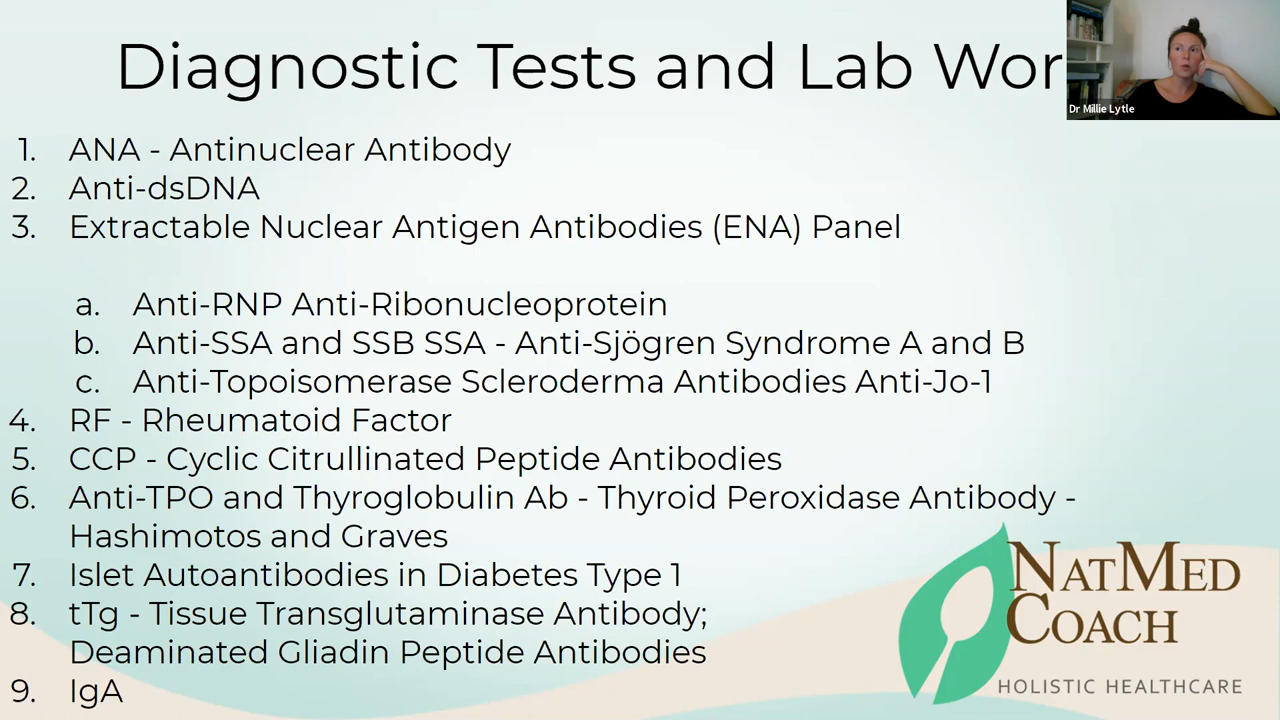 Diagnostic Tests and Lab Wor
Dr Millie Lytle
1. ANA - Antinuclear Antibody
2. Anti-dsDNA
3. Extractable Nuclear Antigen Antibodies (ENA) Panel
a. Anti-RNP Anti-Ribonucleoprotein
b. Anti-SSA and SSB SSA - Anti-Sjögren Syndrome A and B
c. Anti-Topoisomerase Scleroderma Antibodies Anti-Jo-1
4. RF - Rheumatoid Factor
5. CCP - Cyclic Citrullinated Peptide Antibodies
6. Anti-TPO and Thyroglobulin Ab - Thyroid Peroxidase Antibody -
Hashimotos and Graves
7. Islet Autoantibodies in Diabetes Type 1
8. tTg - Tissue Transglutaminase Antibody;
Deaminated Gliadin Peptide Antibodies
9. IgA
NATMED
COACH
HOLISTIC HEALTHCARE